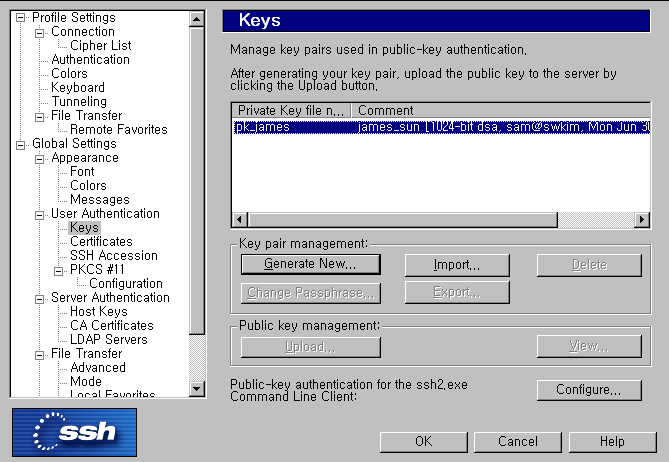 Profile Settings
Connection
Cipher List
Authentication
Colors
Keyboard
Tunneling
File Transfer
Remote Favorites
Global Settings
Appearance
Font
Colors
Messages
User Authentication
Keys
Certificates
SSH Accession
PKCS #11
Configuration
Server Authentication
Host Keys
CA Certificates
LDAP Servers
File Transfer
Advanced
Mode
Local Favorites
ssh
Keys
Manage key pairs used in public-key authentication.
After generating your key pair, upload the public key to the server by
clicking the Upload button.
Private Key file n... Comment
pk_james james_sun [1024-bit dsa, sam@swkim, Mon Jun 30
Key pair management:
Generate New... Import... Delete
Change Passphrase... Export...
Public key management:
Upload... View...
Public-key authentication for the ssh2.exe
Command Line Client:
Configure...
OK Cancel Help